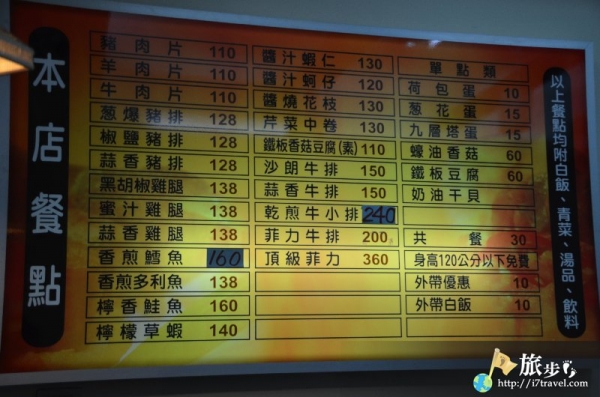 本店餐點
豬肉片 110
羊肉片 110
牛肉片 110
葱爆豬排 128
椒鹽豬排 128
蒜香豬排 128
黑胡椒雞腿 138
蜜汁雞腿 138
蒜香雞腿 138
香煎鱈魚 160
香煎多利魚 138
檸香鮭魚 160
檸檬草蝦 140
醬汁蝦仁 130
醬汁蚵仔 120
醬燒花枝 130
芹菜中卷 130
鐵板香菇豆腐(素) 110
沙朗牛排 150
蒜香牛排 150
乾煎牛小排 240
菲力牛排 200
頂級菲力 360
單點類
荷包蛋 10
葱花蛋 15
九層塔蛋 15
蠔油香菇 60
鐵板豆腐 60
奶油干貝
共餐 30
身高120公分以下免費
外帶優惠 10
外帶白飯 10
以上餐點均附白飯、青菜、湯品、飲料
旅步
http://i7travel.com/